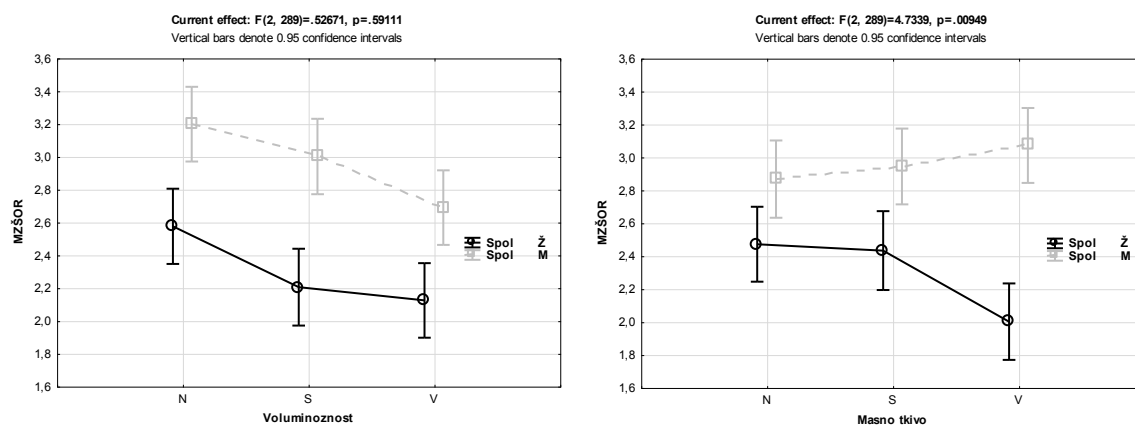 Current effect: F(2, 289)=.52671, p=.59111
Vertical bars denote 0.95 confidence intervals
3,6
3,4
3,2
3,0
2,8
2,6
2,4
2,2
2,0
1,8
1,6
MZŠOR
N S V
Voluminoznost
Spol Ž
Spol M
Current effect: F(2, 289)=4.7339, p=.00949
Vertical bars denote 0.95 confidence intervals
3,6
3,4
3,2
3,0
2,8
2,6
2,4
2,2
2,0
1,8
1,6
MZŠOR
N S V
Masno tkivo
Spol Ž
Spol M